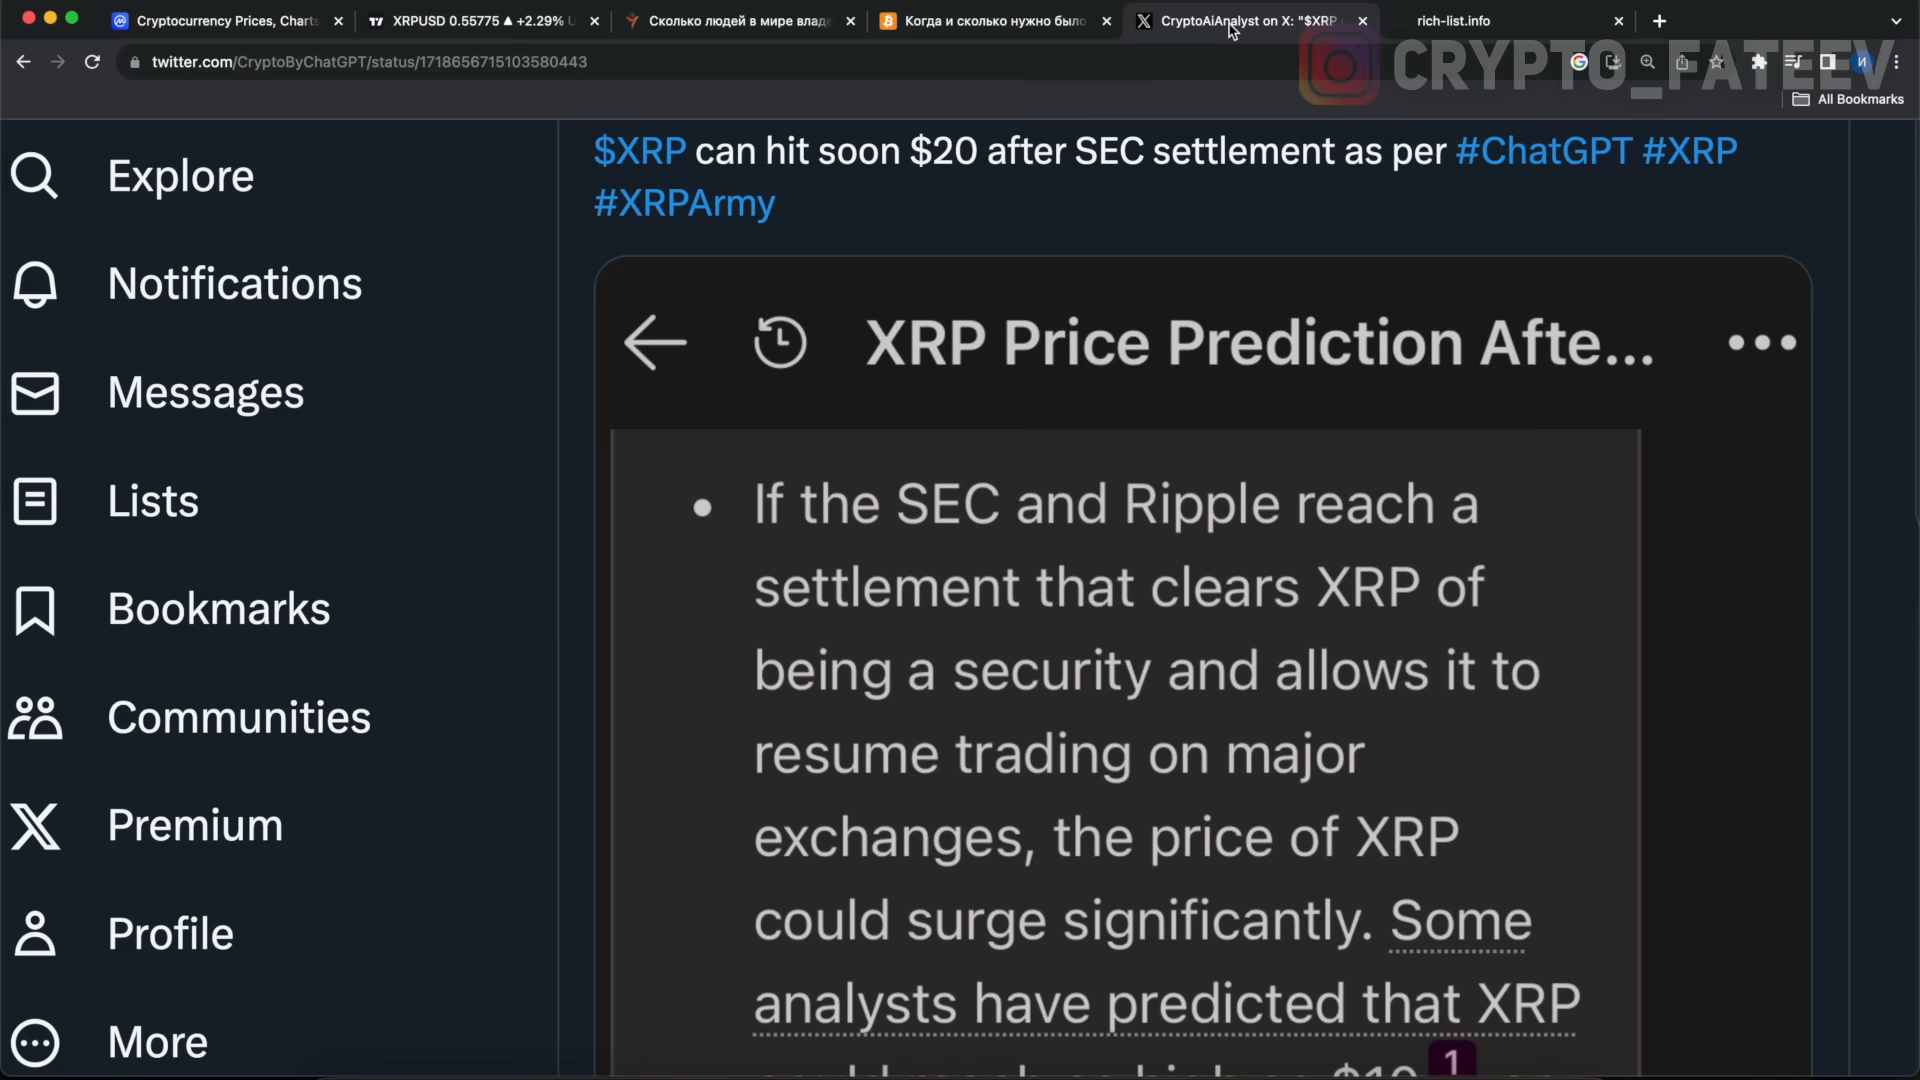 Cryptocurrency Prices, Charts
XRPUSD 0.55775 ▲ +2.29%
Сколько людей в мире владе
Когда и сколько нужно было
CryptoAiAnalyst on X: "$XRP
rich-list.info
twitter.com/CryptoByChatGPT/status/1718656715103580443
CRYPTO_FATEEV
All Bookmarks
Explore
Notifications
Messages
Lists
Bookmarks
Communities
Premium
Profile
More
$XRP can hit soon $20 after SEC settlement as per #ChatGPT #XRP
#XRPArmy
XRP Price Prediction Afte...
• If the SEC and Ripple reach a
settlement that clears XRP of
being a security and allows it to
resume trading on major
exchanges, the price of XRP
could surge significantly. Some
analysts have predicted that XRP
1